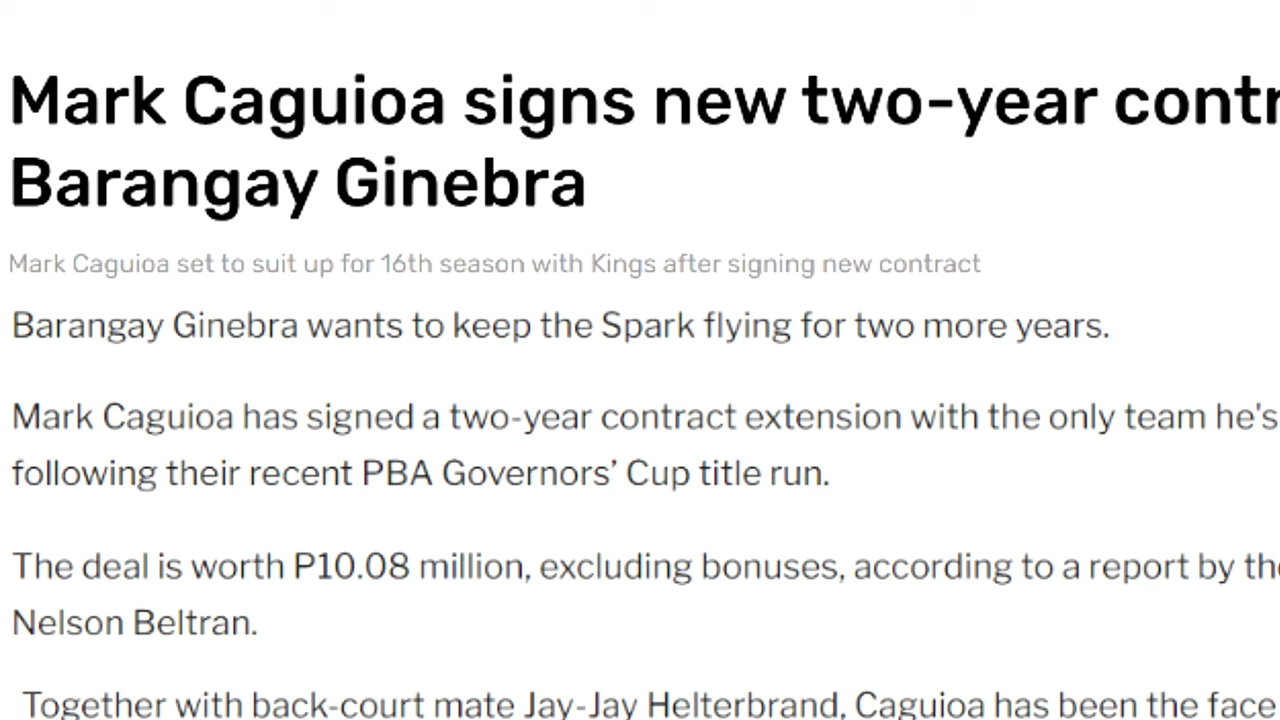 Mark Caguioa signs new two-year contr
Barangay Ginebra
Mark Caguioa set to suit up for 16th season with Kings after signing new contract
Barangay Ginebra wants to keep the Spark flying for two more years.
Mark Caguioa has signed a two-year contract extension with the only team he's
following their recent PBA Governors’ Cup title run.
The deal is worth P10.08 million, excluding bonuses, according to a report by the
Nelson Beltran.
Together with back-court mate Jay-Jay Helterbrand, Caguioa has been the face